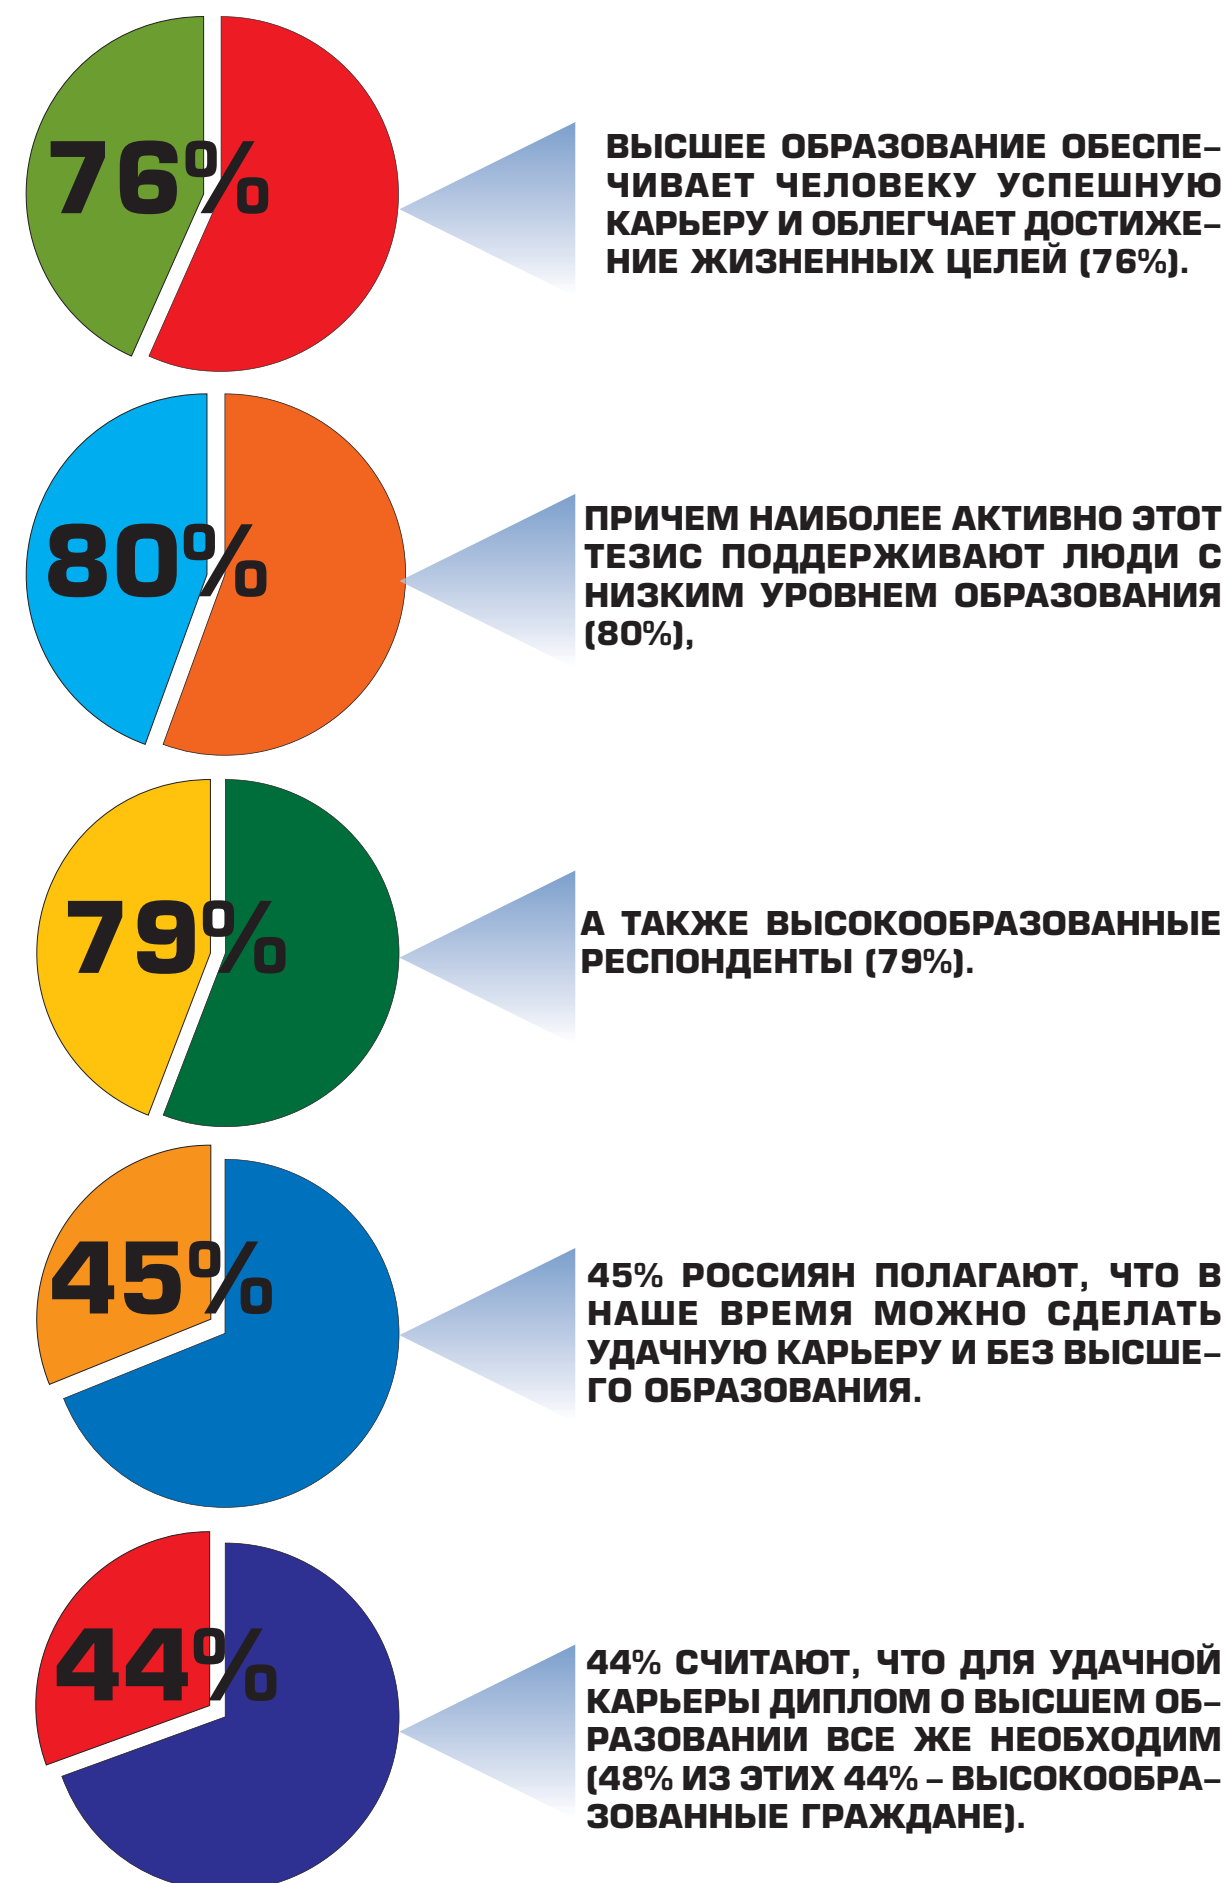 76%
ВЫСШЕЕ ОБРАЗОВАНИЕ ОБЕСПЕ-
ЧИВАЕТ ЧЕЛОВЕКУ УСПЕШНУЮ
КАРЬЕРУ И ОБЛЕГЧАЕТ ДОСТИЖЕ-
НИЕ ЖИЗНЕННЫХ ЦЕЛЕЙ (76%).
80%
ПРИЧЕМ НАИБОЛЕЕ АКТИВНО ЭТОТ
ТЕЗИС ПОДДЕРЖИВАЮТ ЛЮДИ С
НИЗКИМ УРОВНЕМ ОБРАЗОВАНИЯ
(80%),
79%
А ТАКЖЕ ВЫСОКООБРАЗОВАННЫЕ
РЕСПОНДЕНТЫ (79%).
45%
45% РОССИЯН ПОЛАГАЮТ, ЧТО В
НАШЕ ВРЕМЯ МОЖНО СДЕЛАТЬ
УДАЧНУЮ КАРЬЕРУ И БЕЗ ВЫСШЕ-
ГО ОБРАЗОВАНИЯ.
44%
44% СЧИТАЮТ, ЧТО ДЛЯ УДАЧНОЙ
КАРЬЕРЫ ДИПЛОМ О ВЫСШЕМ ОБ-
РАЗОВАНИИ ВСЕ ЖЕ НЕОБХОДИМ
(48% ИЗ ЭТИХ 44% – ВЫСОКООБРА-
ЗОВАННЫЕ ГРАЖДАНЕ).